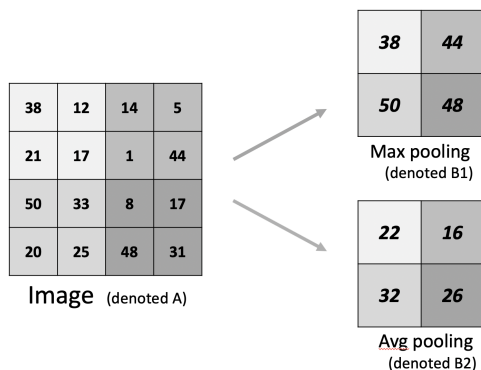 38 12 14 5
21 17 1 44
50 33 8 17
20 25 48 31
Image (denoted A)
38 44
50 48
Max pooling
(denoted B1)
22 16
32 26
Avg pooling
(denoted B2)